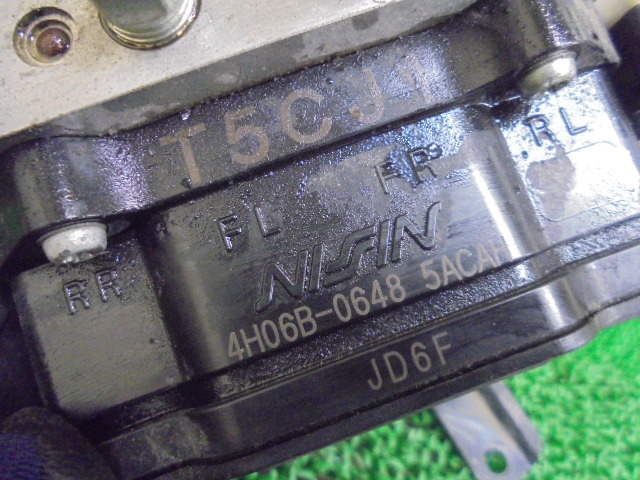 T5CJ1
FL FR RL
RR
NISSIN
4H06B-0648 5ACAH
JD6F